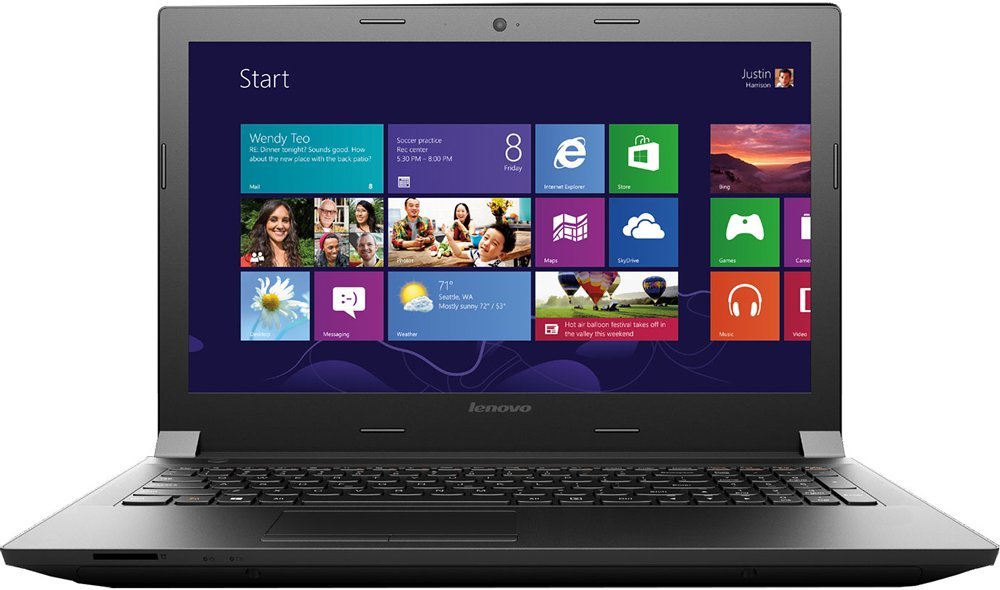 Start
Justin
Harrison
Wendy Teo
RE: Dinner tonight? Sounds good. How
about the new place with the back patio?
Mail
8
Soccer practice
Rec center
5:30 PM – 8:00 PM
8
Friday
Internet Explorer
Store
Bing
Photos
Maps
SkyDrive
Games
Came
Desktop
:-)
Messaging
71°
Seattle, WA
Mostly sunny 72° / 53°
Weather
Hot air balloon festival takes off in
the valley this weekend
Music
Video
lenovo